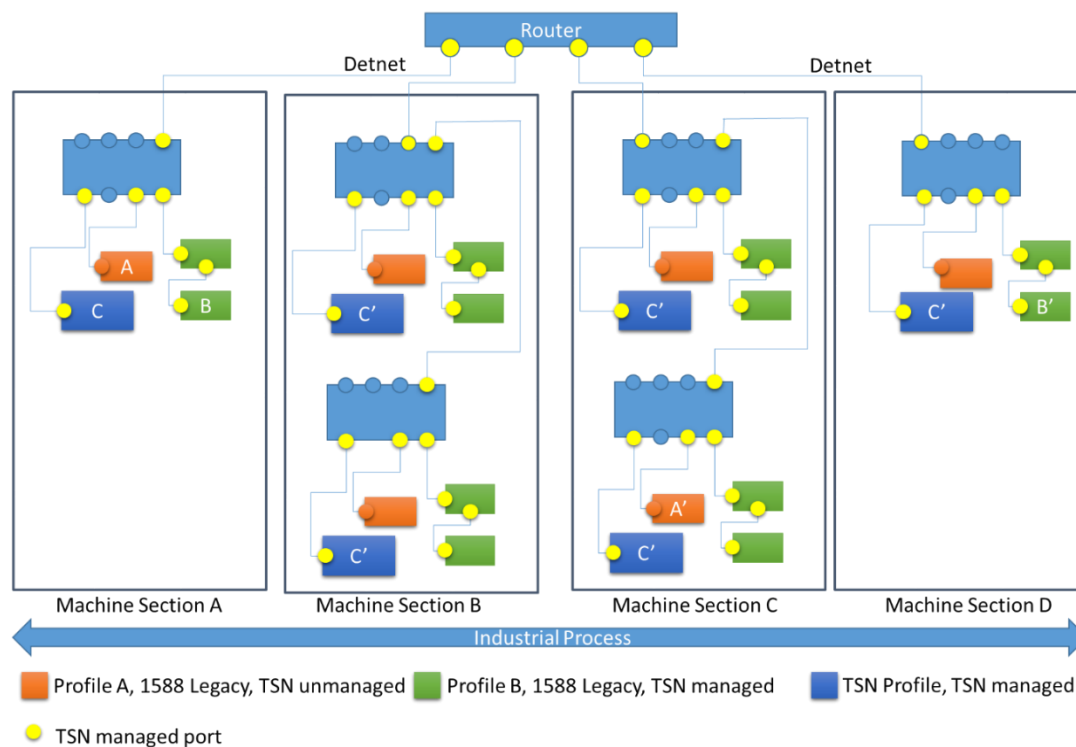 Router
Detnet
Detnet
A
B
C
C'
C'
C'
B'
C'
A'
C'
Machine Section A
Machine Section B
Machine Section C
Machine Section D
Industrial Process
Profile A, 1588 Legacy, TSN unmanaged
Profile B, 1588 Legacy, TSN managed
TSN Profile, TSN managed
TSN managed port